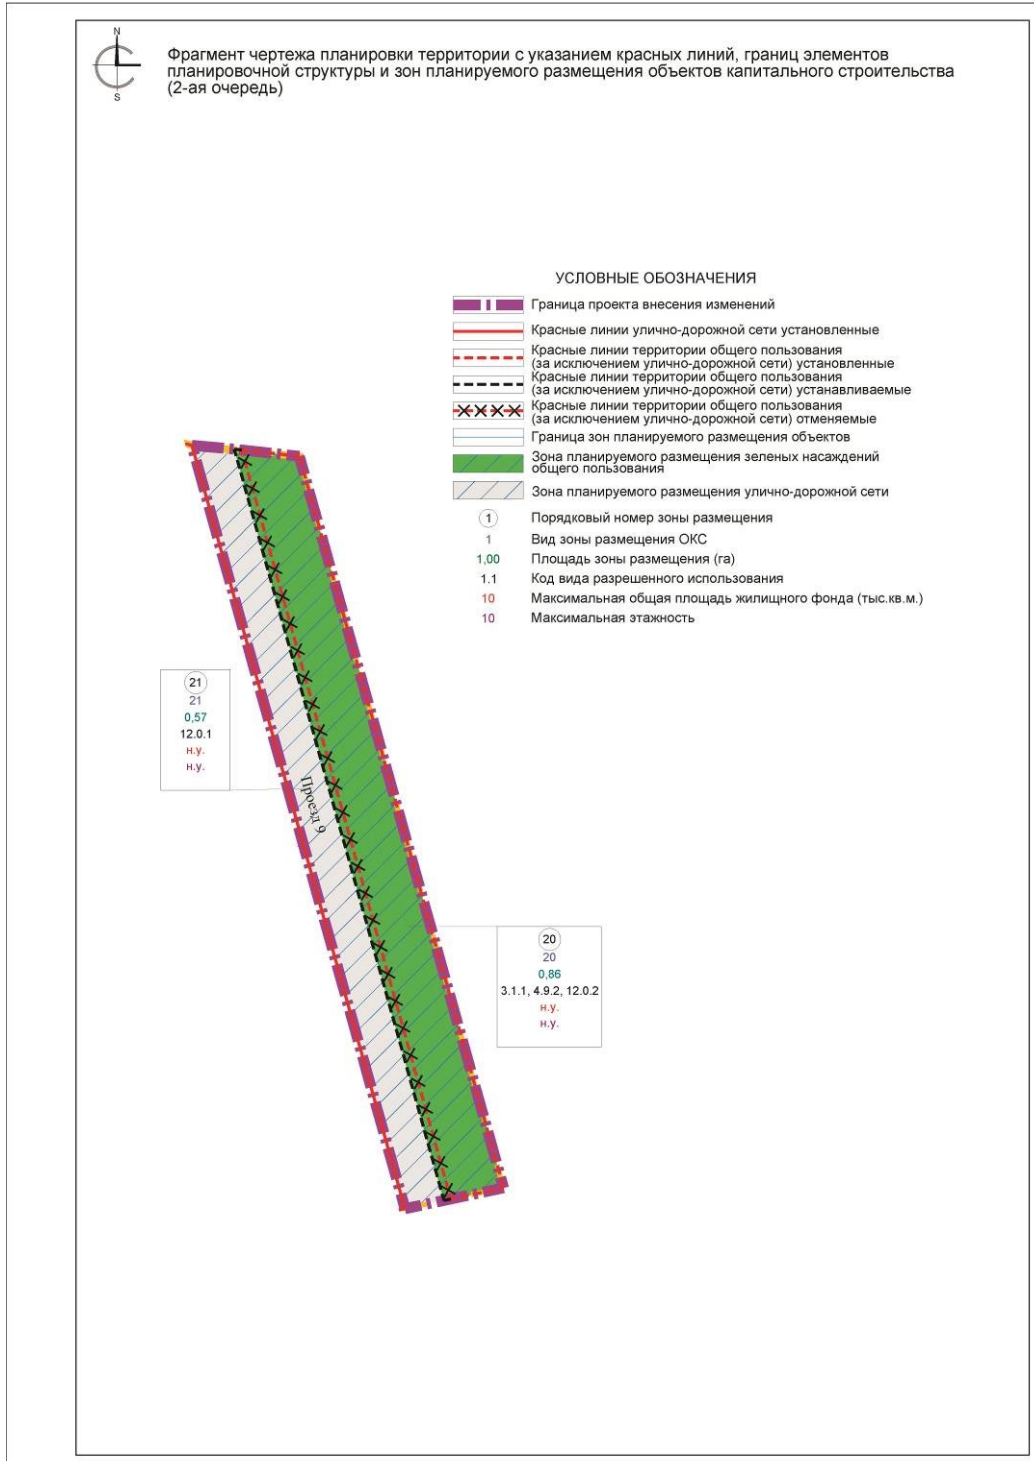 N
S
Фрагмент чертежа планировки территории с указанием красных линий, границ элементов
планировочной структуры и зон планируемого размещения объектов капитального строительства
(2-ая очередь)
УСЛОВНЫЕ ОБОЗНАЧЕНИЯ
Граница проекта внесения изменений
Красные линии улично-дорожной сети установленные
Красные линии территории общего пользования
(за исключением улично-дорожной сети) установленные
Красные линии территории общего пользования
(за исключением улично-дорожной сети) устанавливаемые
Красные линии территории общего пользования
(за исключением улично-дорожной сети) отменяемые
Граница зон планируемого размещения объектов
Зона планируемого размещения зеленых насаждений
общего пользования
Зона планируемого размещения улично-дорожной сети
1 Порядковый номер зоны размещения
1 Вид зоны размещения ОКС
1,00 Площадь зоны размещения (га)
1.1 Код вида разрешенного использования
10 Максимальная общая площадь жилищного фонда (тыс.кв.м.)
10 Максимальная этажность
21
21
0,57
12.0.1
н.у.
н.у.
Проезд 9
20
20
0,86
3.1.1, 4.9.2, 12.0.2
н.у.
н.у.